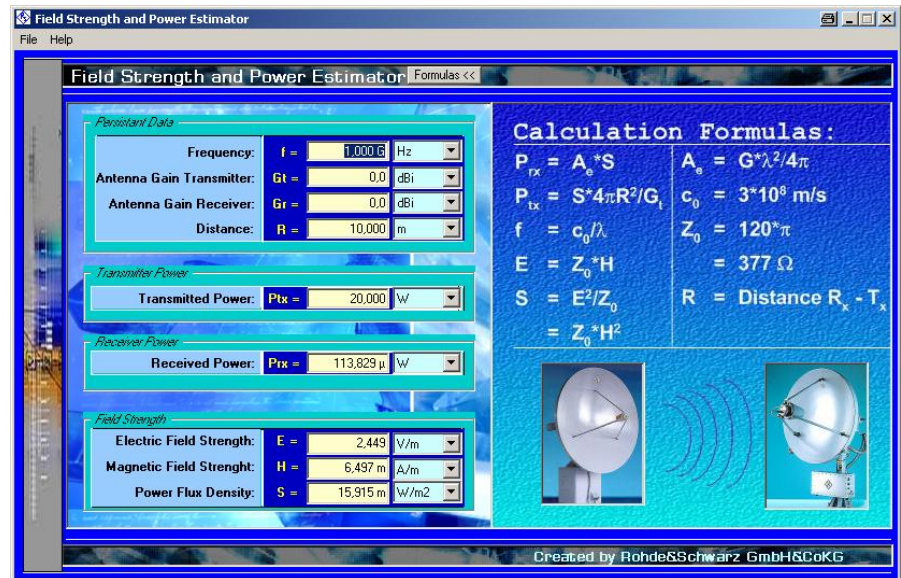 Field Strength and Power Estimator
File Help
Field Strength and Power Estimator Formulas <<
Persistant Data
Frequency: f = 1,000 G Hz
Antenna Gain Transmitter: Gt = 0,0 dBi
Antenna Gain Receiver: Gr = 0,0 dBi
Distance: R = 10,000 m
Transmitter Power
Transmitted Power: Ptx = 20,000 W
Receiver Power
Received Power: Prx = 113,829 µ W
Field Strength
Electric Field Strength: E = 2,449 V/m
Magnetic Field Strenght: H = 6,497 m A/m
Power Flux Density: S = 15,915 m W/m2
Calculation Formulas:
Prx = Ae*S
Ptx = S*4πR²/Gt
f = c0/λ
E = Z0*H
S = E²/Z0
= Z0*H²
Ae = G*λ²/4π
c0 = 3*10⁸ m/s
Z0 = 120*π
= 377 Ω
R = Distance Rx - Tx
Created by Rohde&Schwarz GmbH&CoKG